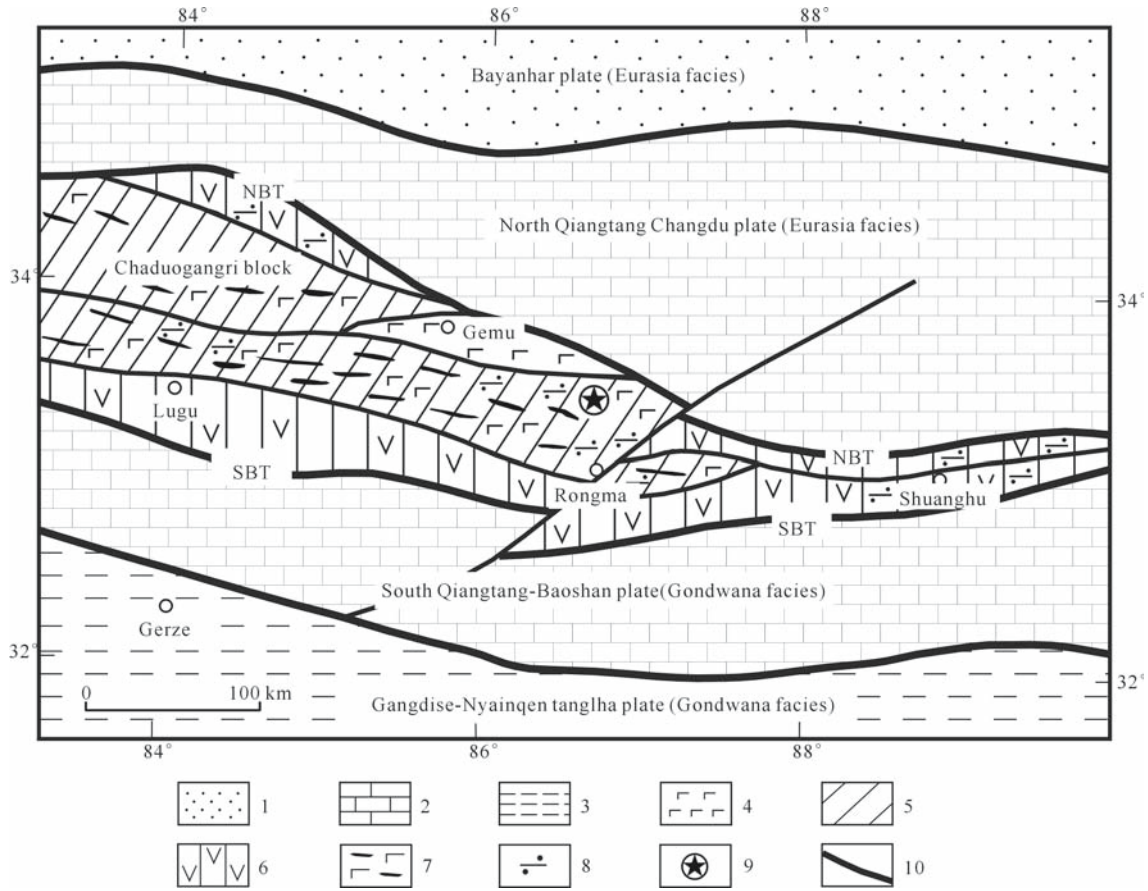 84° 86° 88°
Bayanhar plate (Eurasia facies)
NBT
North Qiangtang Changdu plate (Eurasia facies)
34° Chaduogangri block 34°
Gemu
Lugu
SBT NBT
Rongma Shuanghu
SBT
South Qiangtang-Baoshan plate(Gondwana facies)
Gerze
32° 32°
0 100 km
Gangdise-Nyainqen tanglha plate (Gondwana facies)
84° 86° 88°
1 2 3 4 5
6 7 8 9 10